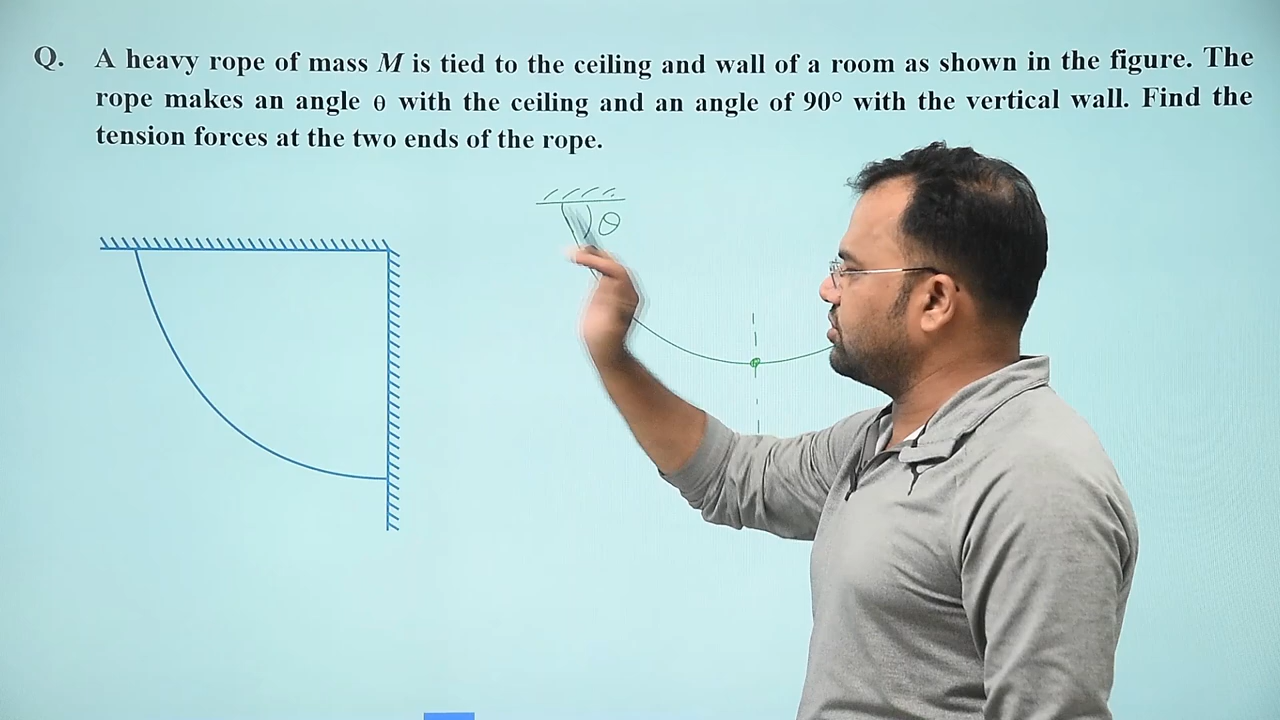 Q. A heavy rope of mass M is tied to the ceiling and wall of a room as shown in the figure. The
rope makes an angle θ with the ceiling and an angle of 90° with the vertical wall. Find the
tension forces at the two ends of the rope.
θ